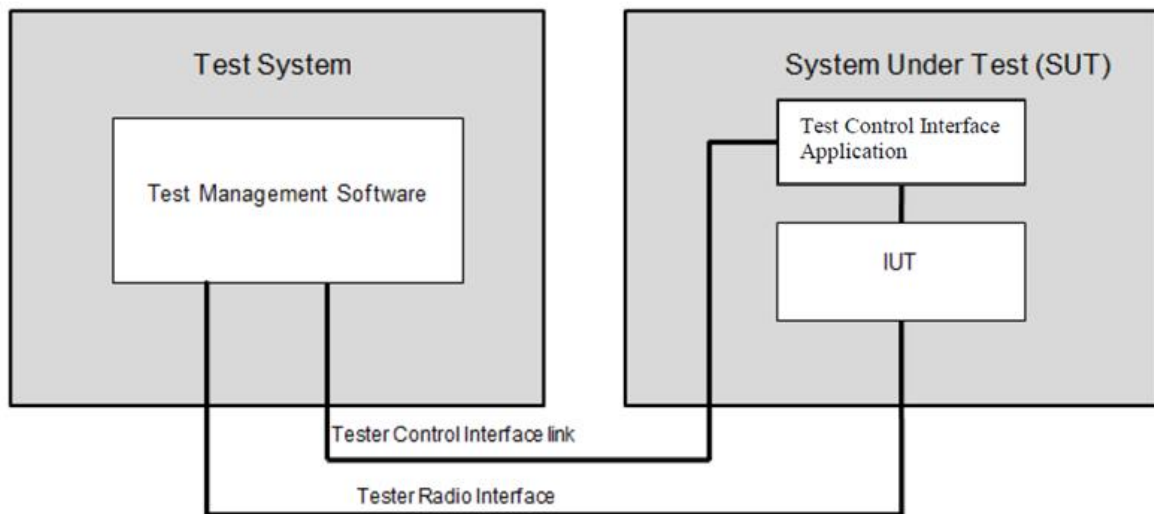 Test System
Test Management Software
System Under Test (SUT)
Test Control Interface
Application
IUT
Tester Control Interface link
Tester Radio Interface